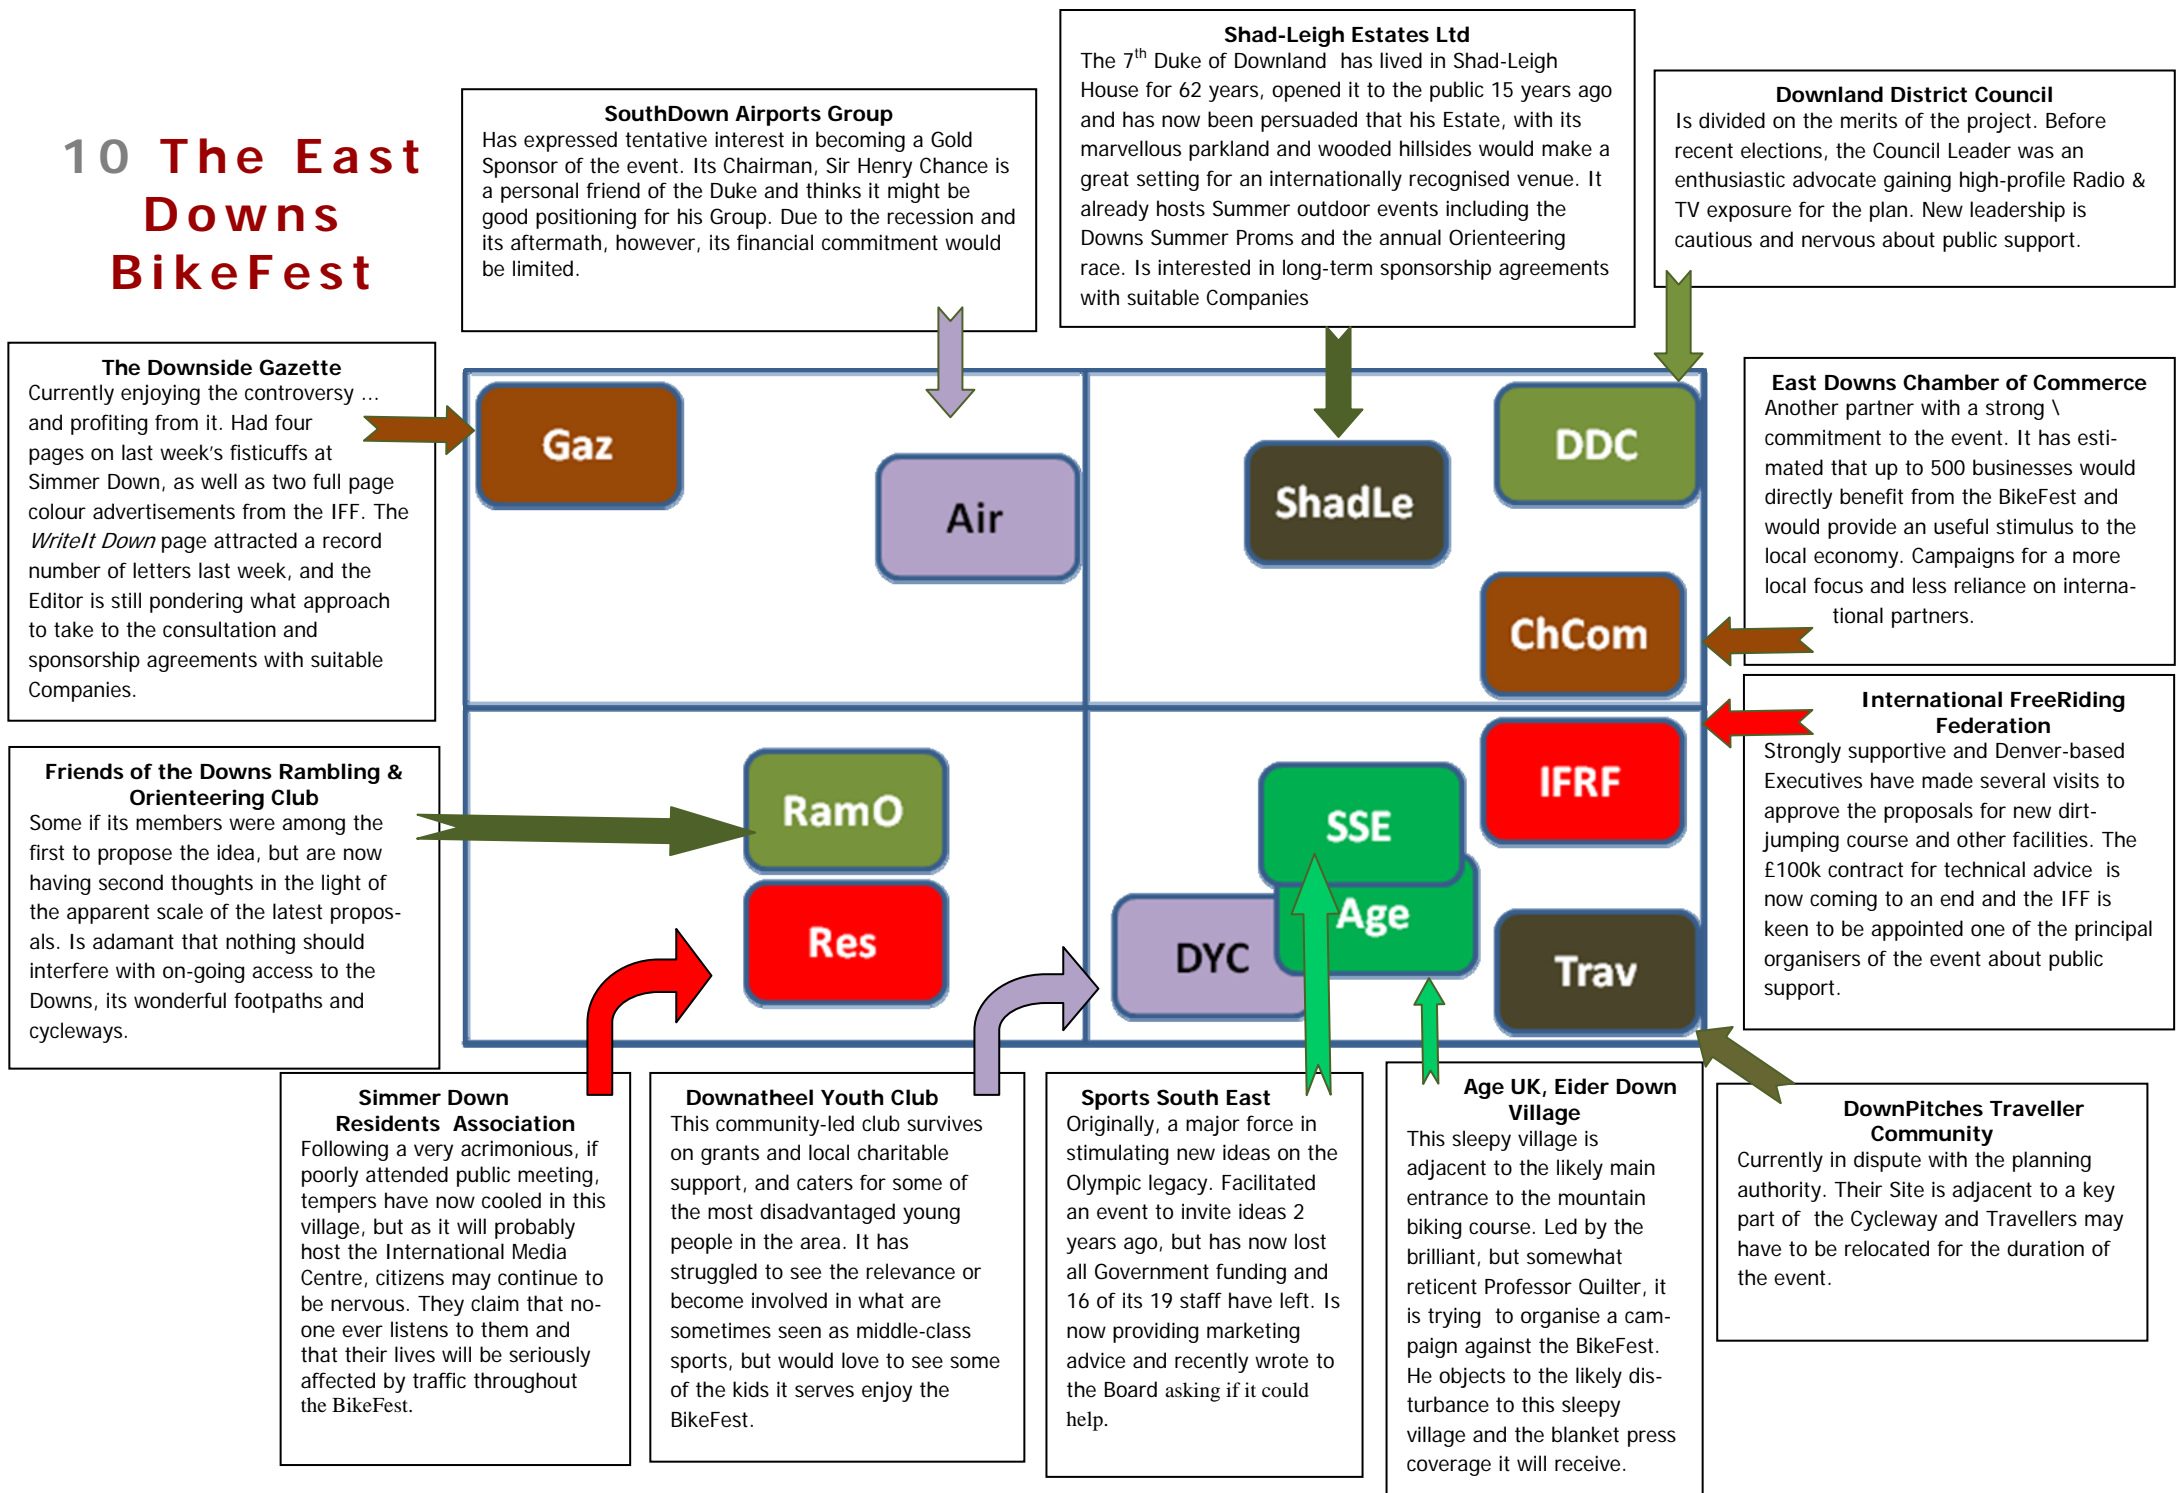 10 The East
Downs
BikeFest
SouthDown Airports Group
Has expressed tentative interest in becoming a Gold
Sponsor of the event. Its Chairman, Sir Henry Chance is
a personal friend of the Duke and thinks it might be
good positioning for his Group. Due to the recession and
its aftermath, however, its financial commitment would
be limited.
Shad-Leigh Estates Ltd
The 7th Duke of Downland has lived in Shad-Leigh
House for 62 years, opened it to the public 15 years ago
and has now been persuaded that his Estate, with its
marvellous parkland and wooded hillsides would make a
great setting for an internationally recognised venue. It
already hosts Summer outdoor events including the
Downs Summer Proms and the annual Orienteering
race. Is interested in long-term sponsorship agreements
with suitable Companies
Downland District Council
Is divided on the merits of the project. Before
recent elections, the Council Leader was an
enthusiastic advocate gaining high-profile Radio &
TV exposure for the plan. New leadership is
cautious and nervous about public support.
The Downside Gazette
Currently enjoying the controversy ...
and profiting from it. Had four
pages on last week's fisticuffs at
Simmer Down, as well as two full page
colour advertisements from the IFF. The
WriteIt Down page attracted a record
number of letters last week, and the
Editor is still pondering what approach
to take to the consultation and
sponsorship agreements with suitable
Companies.
East Downs Chamber of Commerce
Another partner with a strong \
commitment to the event. It has esti-
mated that up to 500 businesses would
directly benefit from the BikeFest and
would provide an useful stimulus to the
local economy. Campaigns for a more
local focus and less reliance on interna-
tional partners.
Gaz
Air
ShadLe
DDC
ChCom
RamO
Res
SSE
Age
DYC
IFRF
Trav
International FreeRiding
Federation
Strongly supportive and Denver-based
Executives have made several visits to
approve the proposals for new dirt-
jumping course and other facilities. The
£100k contract for technical advice is
now coming to an end and the IFF is
keen to be appointed one of the principal
organisers of the event about public
support.
Friends of the Downs Rambling &
Orienteering Club
Some if its members were among the
first to propose the idea, but are now
having second thoughts in the light of
the apparent scale of the latest propos-
als. Is adamant that nothing should
interfere with on-going access to the
Downs, its wonderful footpaths and
cycleways.
Simmer Down
Residents Association
Following a very acrimonious, if
poorly attended public meeting,
tempers have now cooled in this
village, but as it will probably
host the International Media
Centre, citizens may continue to
be nervous. They claim that no-
one ever listens to them and
that their lives will be seriously
affected by traffic throughout
the BikeFest.
Downatheel Youth Club
This community-led club survives
on grants and local charitable
support, and caters for some of
the most disadvantaged young
people in the area. It has
struggled to see the relevance or
become involved in what are
sometimes seen as middle-class
sports, but would love to see some
of the kids it serves enjoy the
BikeFest.
Sports South East
Originally, a major force in
stimulating new ideas on the
Olympic legacy. Facilitated
an event to invite ideas 2
years ago, but has now lost
all Government funding and
16 of its 19 staff have left. Is
now providing marketing
advice and recently wrote to
the Board asking if it could
help.
Age UK, Eider Down
Village
This sleepy village is
adjacent to the likely main
entrance to the mountain
biking course. Led by the
brilliant, but somewhat
reticent Professor Quilter, it
is trying to organise a cam-
paign against the BikeFest.
He objects to the likely dis-
turbance to this sleepy
village and the blanket press
coverage it will receive.
DownPitches Traveller
Community
Currently in dispute with the planning
authority. Their Site is adjacent to a key
part of the Cycleway and Travellers may
have to be relocated for the duration of
the event.